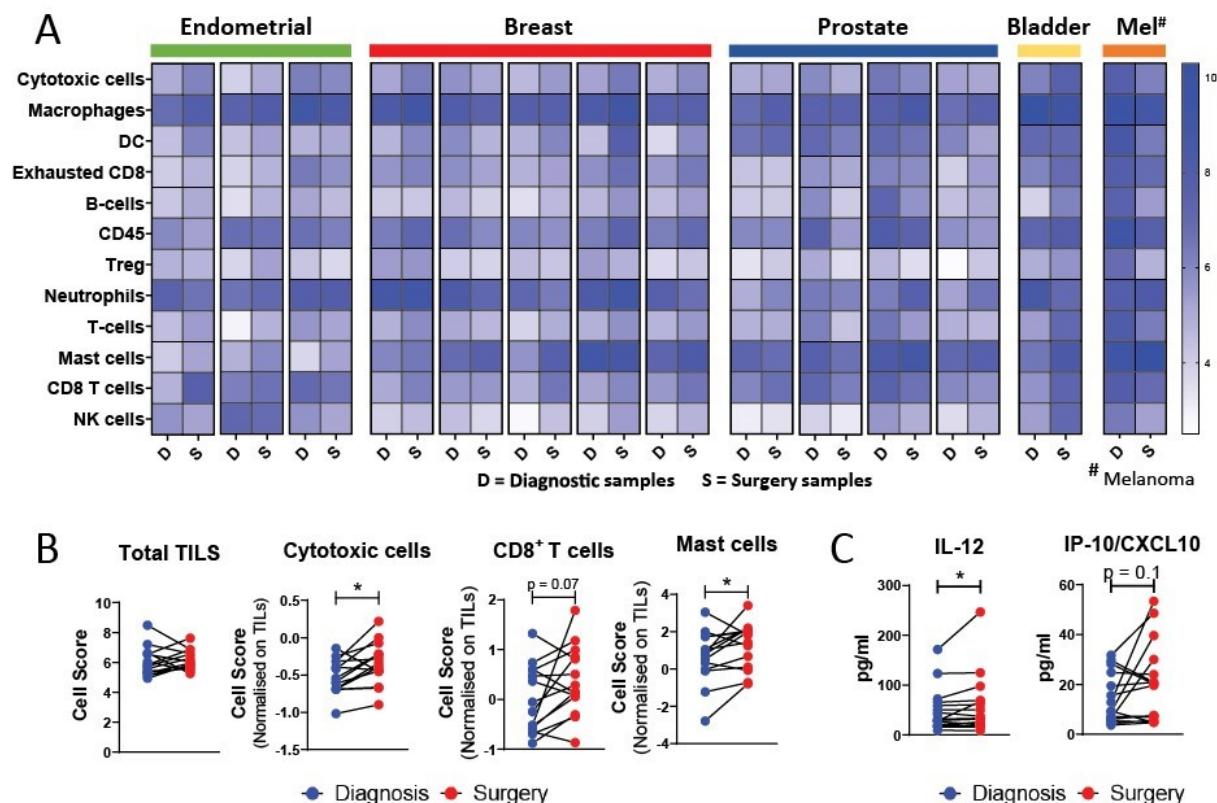 A
Endometrial Breast Prostate Bladder Mel#
Cytotoxic cells
Macrophages
DC
Exhausted CD8
B-cells
CD45
Treg
Neutrophils
T-cells
Mast cells
CD8 T cells
NK cells
10
8
6
4
D S D S D S D S D S D S D S D S D S D S D S D S D S D S
D = Diagnostic samples S = Surgery samples
# Melanoma
B
Total TILS
Cell Score
10
8
6
4
2
0
Cytotoxic cells
*
Cell Score
(Normalised on TILs)
0.5
-0.0
-0.5
-1.0
-1.5
CD8+ T cells
p = 0.07
Cell Score
(Normalised on TILs)
2
1
0
-1
Mast cells
*
Cell Score
(Normalised on TILs)
4
2
0
-2
-4
Diagnosis Surgery
C
IL-12
*
pg/ml
300
200
100
0
IP-10/CXCL10
p = 0.1
pg/ml
60
40
20
0
Diagnosis Surgery